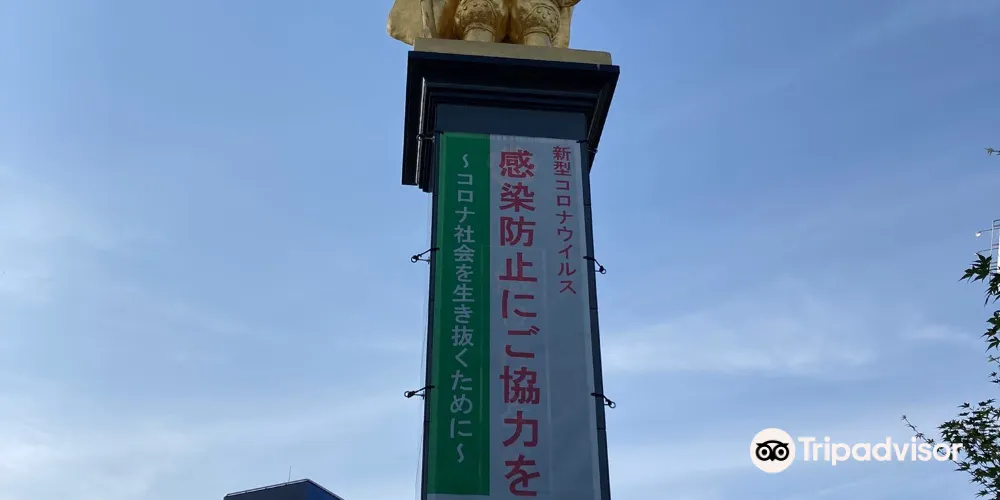 新型コロナウイルス
感染防止にご協力を
～コロナ社会を生き抜くために～
Tripadvisor